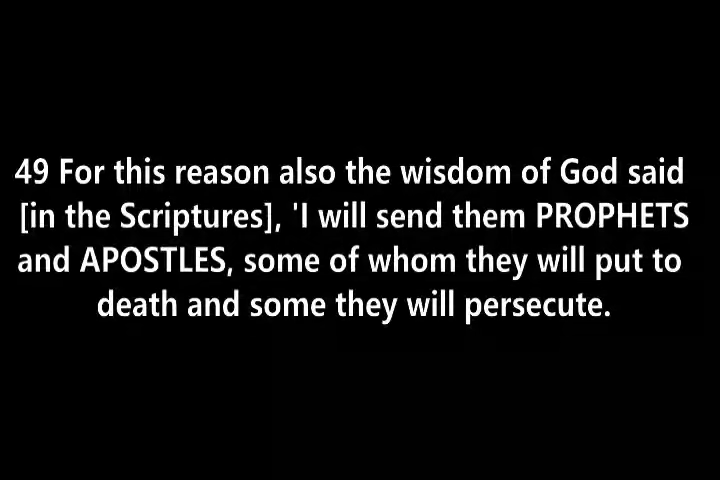 49 For this reason also the wisdom of God said
[in the Scriptures], 'I will send them PROPHETS
and APOSTLES, some of whom they will put to
death and some they will persecute.